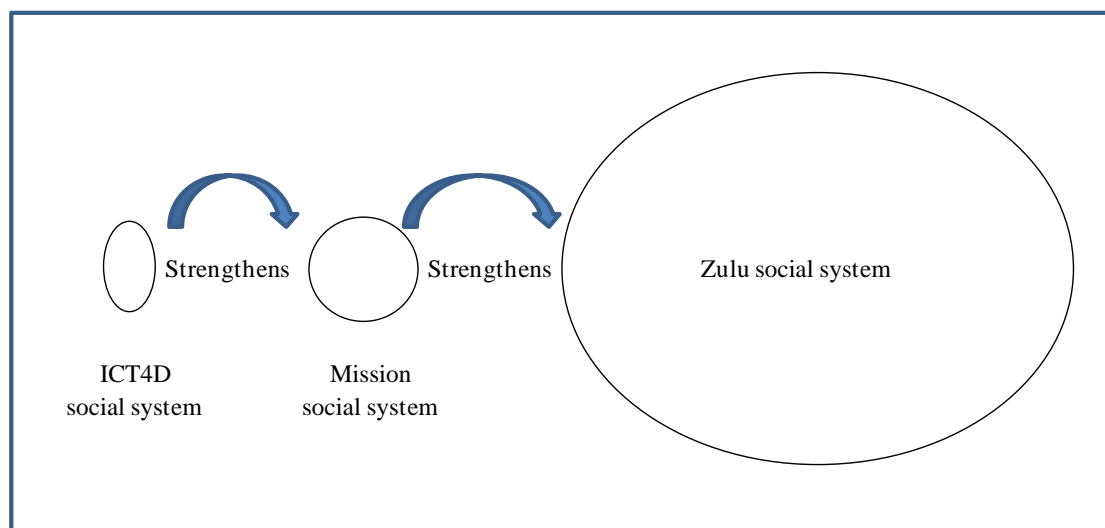 Strengthens
Strengthens
Zulu social system
ICT4D
social system
Mission
social system